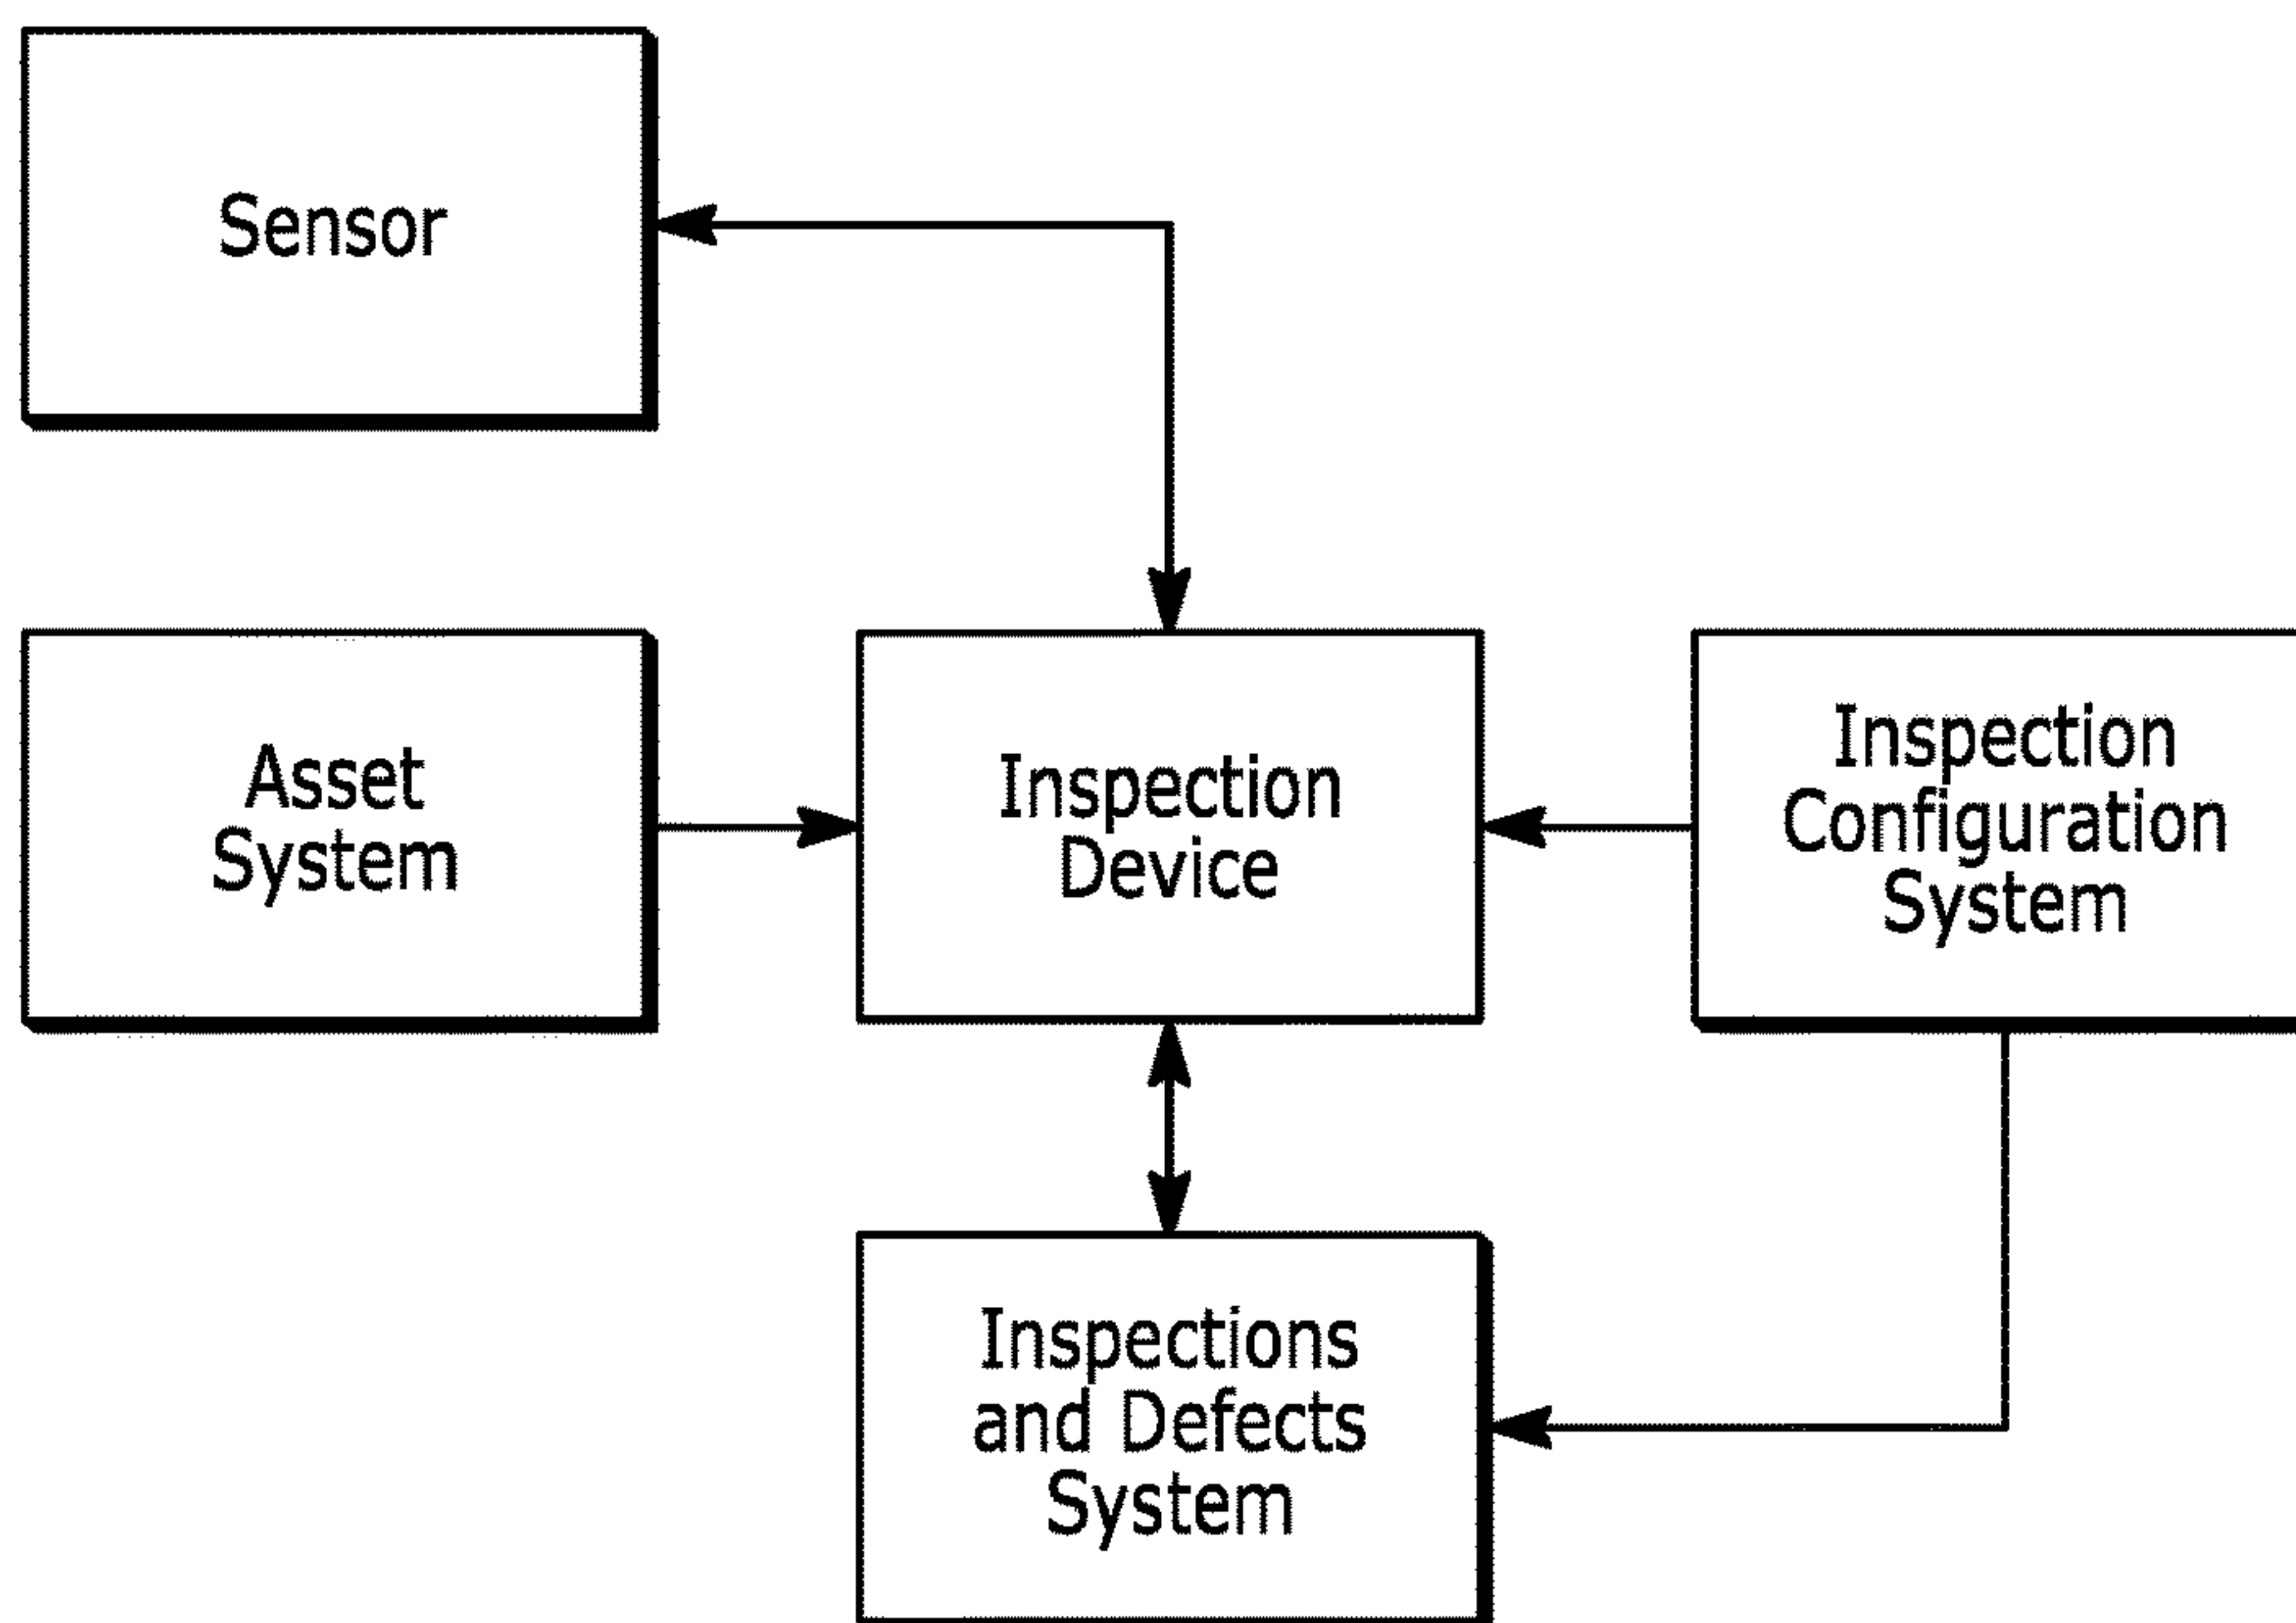 Sensor
Asset
System
Inspection
Device
Inspection
Configuration
System
Inspections
and Defects
System